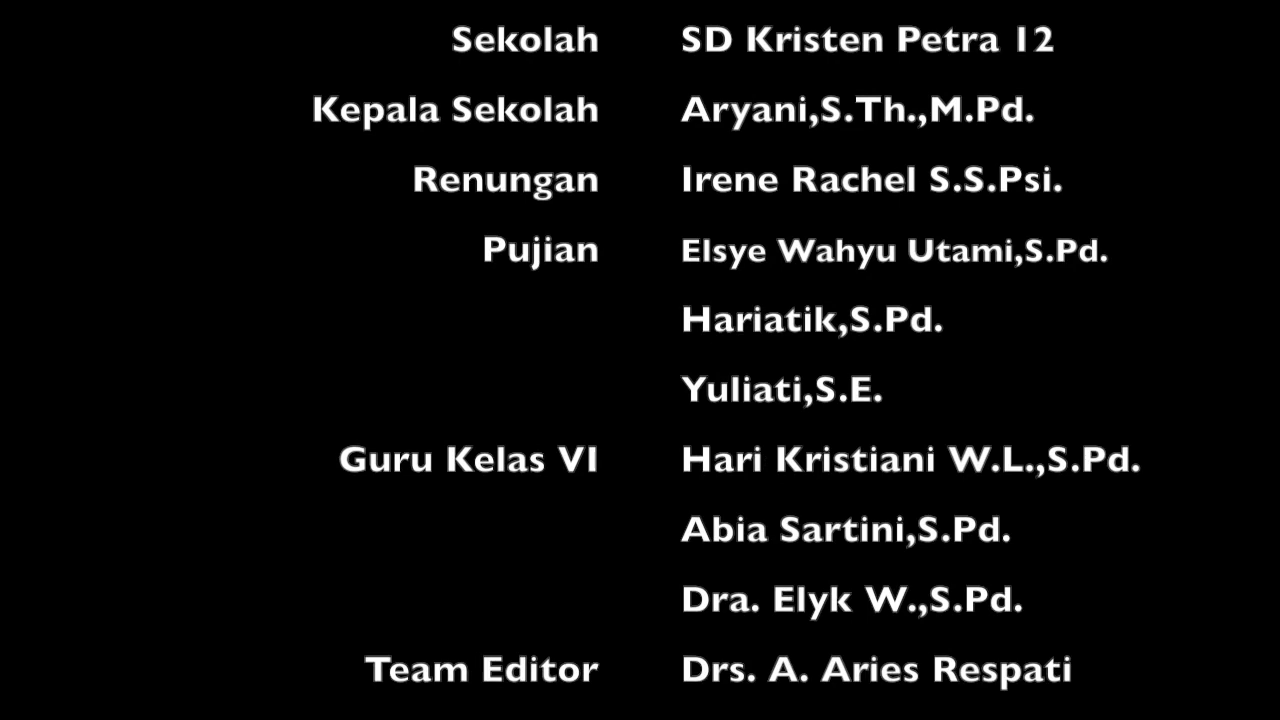 Sekolah SD Kristen Petra 12
Kepala Sekolah Aryani,S.Th.,M.Pd.
Renungan Irene Rachel S.S.Psi.
Pujian Elsye Wahyu Utami,S.Pd.
Hariatik,S.Pd.
Yuliati,S.E.
Guru Kelas VI Hari Kristiani W.L.,S.Pd.
Abia Sartini,S.Pd.
Dra. Elyk W.,S.Pd.
Team Editor Drs. A. Aries Respati